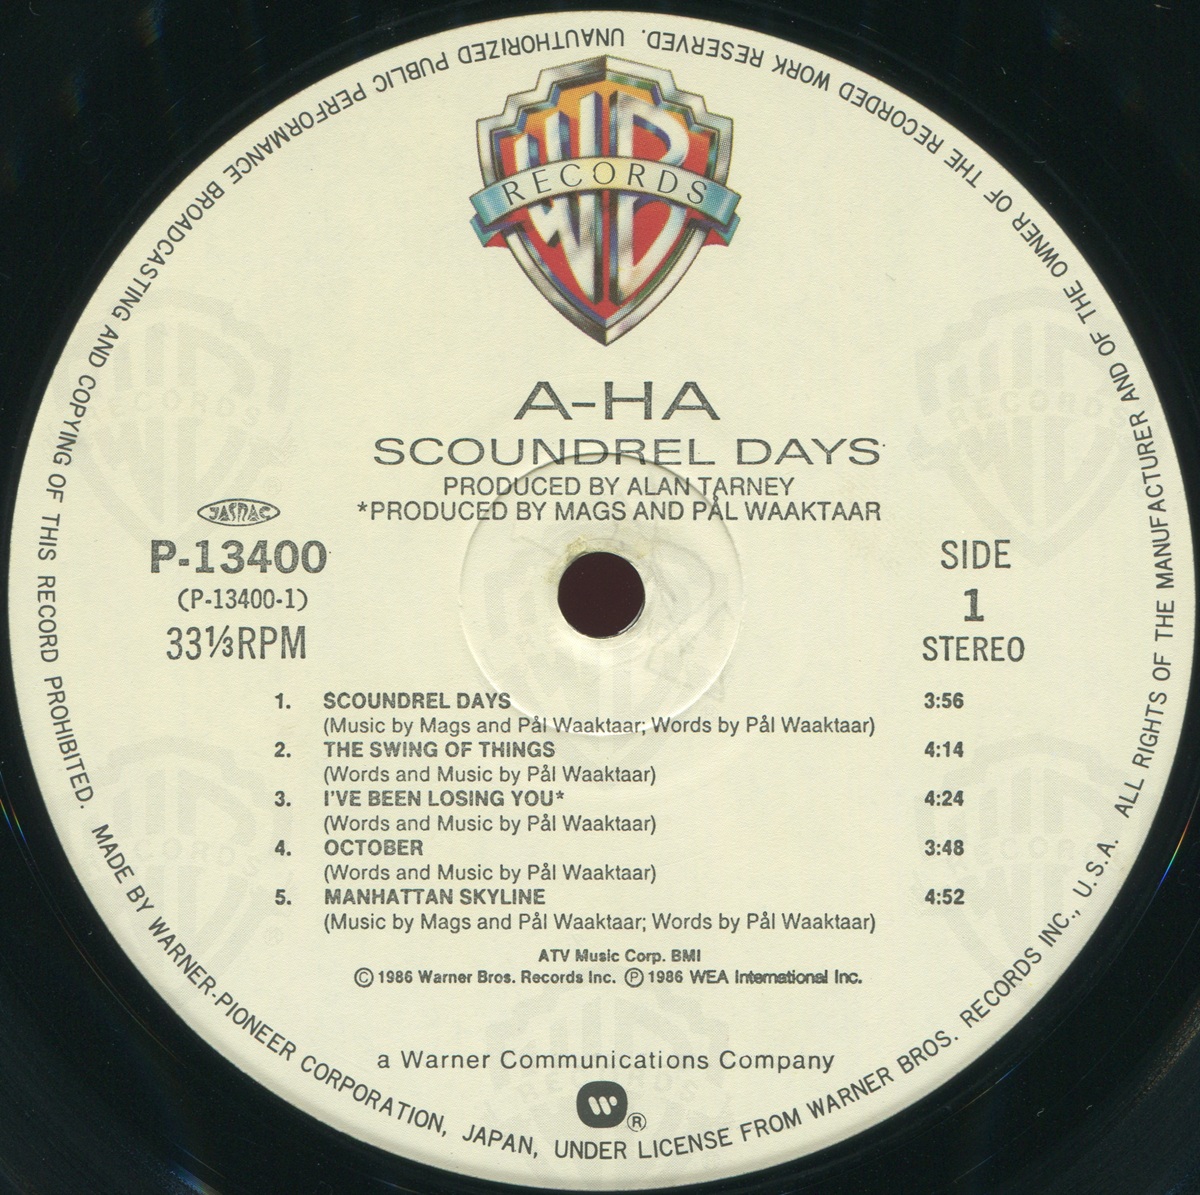 WB
RECORDS
A-HA
SCOUNDREL DAYS
PRODUCED BY ALAN TARNEY
*PRODUCED BY MAGS AND PÅL WAAKTAAR
JASRAC
P-13400
(P-13400-1)
33⅓RPM
SIDE
1
STEREO
1. SCOUNDREL DAYS 3:56
(Music by Mags and Pål Waaktaar; Words by Pål Waaktaar)
2. THE SWING OF THINGS 4:14
(Words and Music by Pål Waaktaar)
3. I'VE BEEN LOSING YOU* 4:24
(Words and Music by Pål Waaktaar)
4. OCTOBER 3:48
(Words and Music by Pål Waaktaar)
5. MANHATTAN SKYLINE 4:52
(Music by Mags and Pål Waaktaar; Words by Pål Waaktaar)
ATV Music Corp. BMI
© 1986 Warner Bros. Records Inc. ℗ 1986 WEA International Inc.
a Warner Communications Company
®
MADE BY WARNER-PIONEER CORPORATION, JAPAN, UNDER LICENSE FROM WARNER BROS. RECORDS INC., U.S.A. ALL RIGHTS OF THE MANUFACTURER AND OF THE OWNER OF THE RECORDED WORK RESERVED. UNAUTHORIZED PUBLIC PERFORMANCE BROADCASTING AND COPYING OF THIS RECORD PROHIBITED.